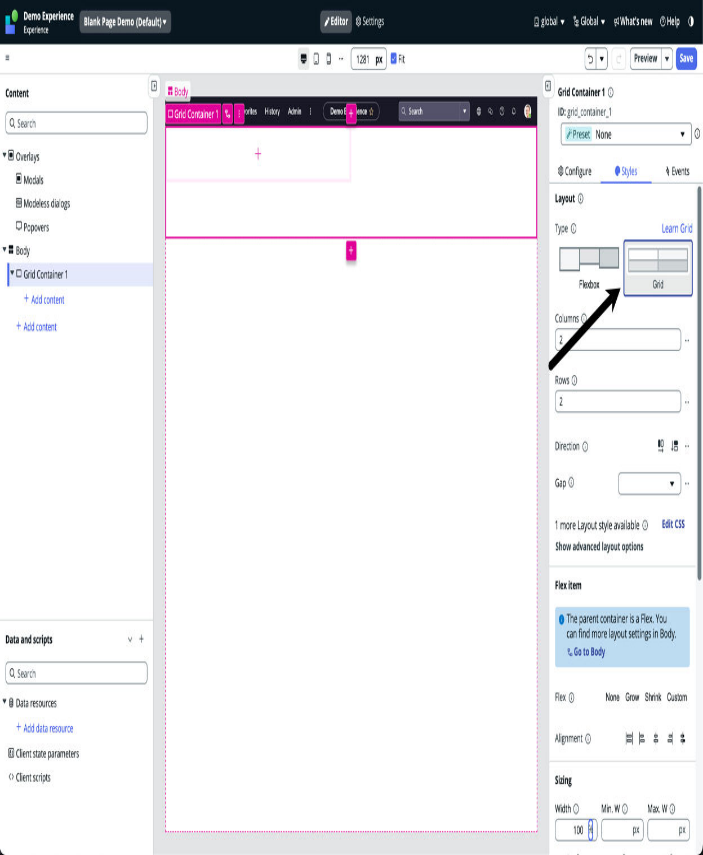 Demo Experience
Experience
Blank Page Demo (Default)
Editor
Settings
global
Global
What's new
Help
1281 px
Fit
Preview
Save
Content
Search
Overlays
Modals
Modeless dialogs
Popovers
Body
Grid Container 1
+ Add content
+ Add content
Data and scripts
Search
Data resources
+ Add data resource
Client state parameters
Client scripts
Body
Grid Container 1
orites
History
Admin
Search
Grid Container 1
ID: grid_container_1
Preset None
Configure
Styles
Events
Layout
Type
Learn Grid
Flexbox
Grid
Columns
2
Rows
2
Direction
Gap
1 more Layout style available
Edit CSS
Show advanced layout options
Flex item
The parent container is a Flex. You
can find more layout settings in Body.
Go to Body
Flex
None Grow Shrink Custom
Alignment
Sizing
Width
Min. W
Max. W
100
px
px